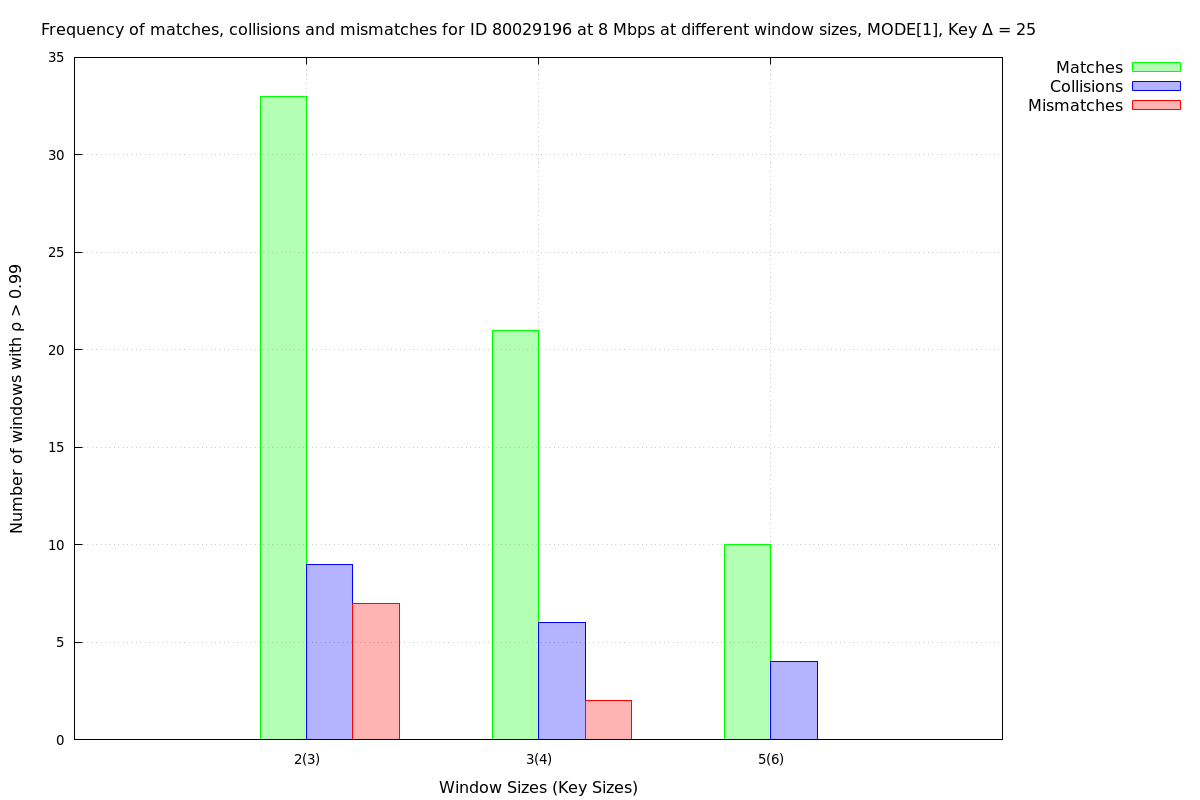 Frequency of matches, collisions and mismatches for ID 80029196 at 8 Mbps at different window sizes, MODE[1], Key Δ = 25
Matches
Collisions
Mismatches
Number of windows with ρ > 0.99
35
30
25
20
15
10
5
0
2(3)
3(4)
5(6)
Window Sizes (Key Sizes)